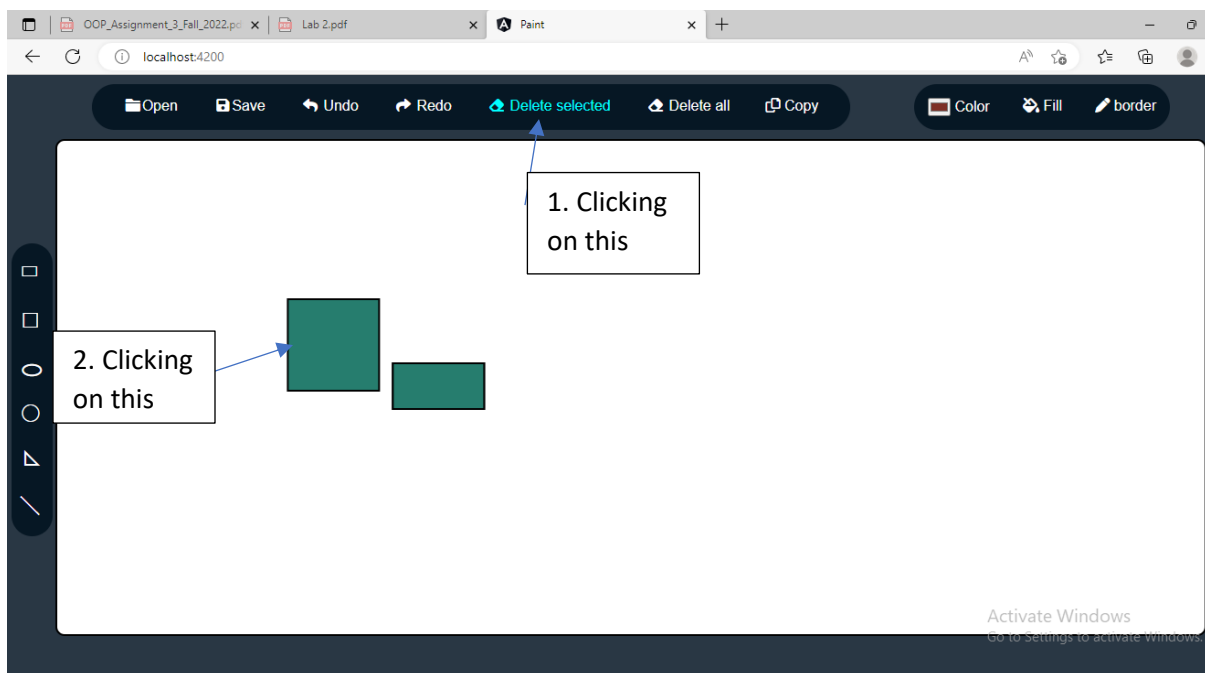 OOP_Assignment_3_Fall_2022.pd
Lab 2.pdf
Paint
localhost:4200
Open
Save
Undo
Redo
Delete selected
Delete all
Copy
Color
Fill
border
1. Clicking
on this
2. Clicking
on this
Activate Windows
Go to Settings to activate Windows.